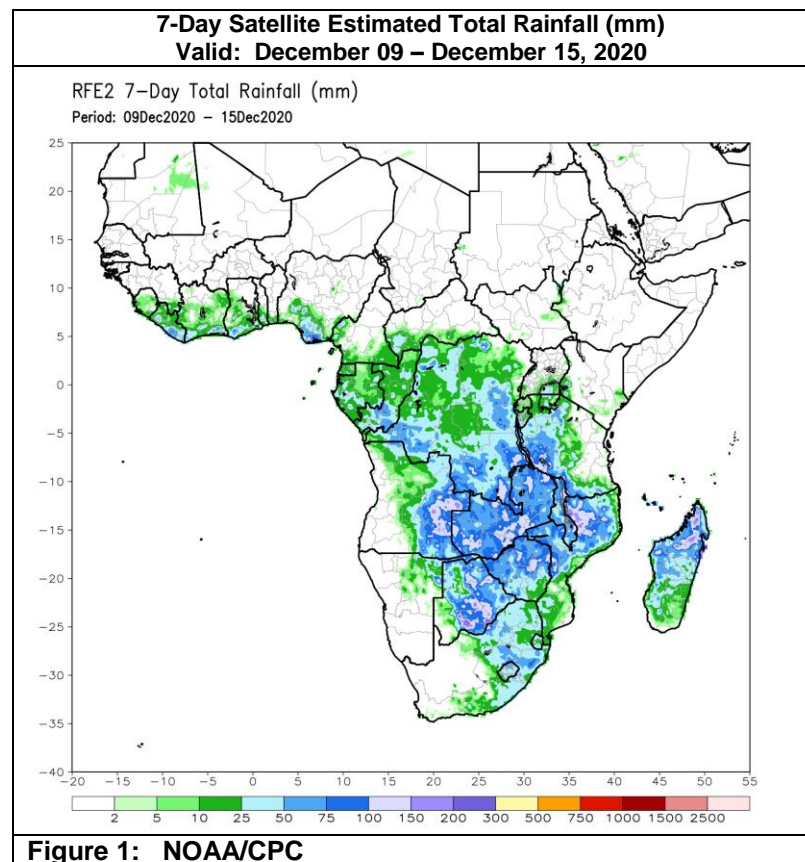 7-Day Satellite Estimated Total Rainfall (mm)
Valid: December 09 – December 15, 2020
RFE2 7-Day Total Rainfall (mm)
Period: 09Dec2020 – 15Dec2020
25
20
15
10
5
0
-5
-10
-15
-20
-25
-30
-35
-40
-20 -15 -10 -5 0 5 10 15 20 25 30 35 40 45 50 55
2 5 10 25 50 75 100 150 200 300 500 750 1000 1500 2500
Figure 1: NOAA/CPC